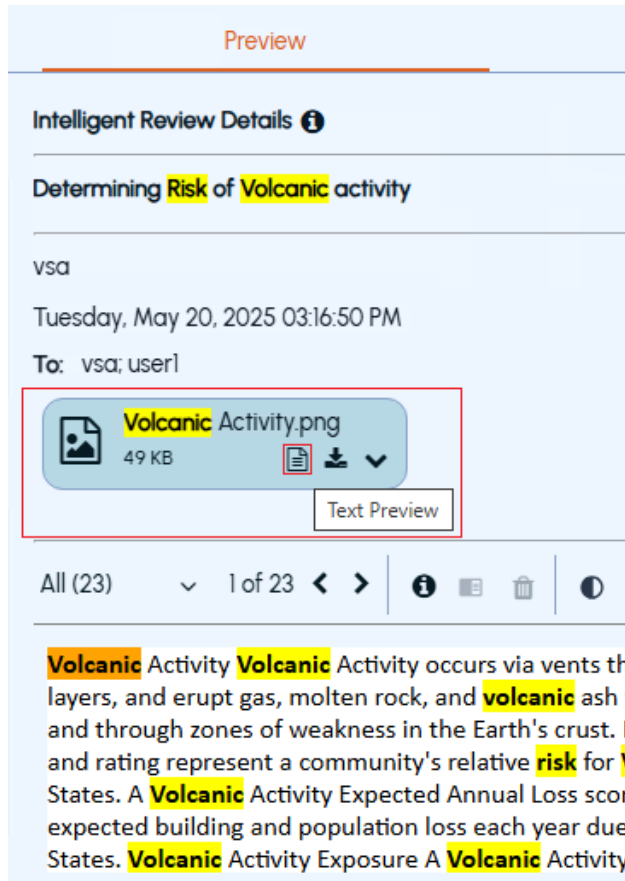 Preview
Intelligent Review Details
Determining Risk of Volcanic activity
vsa
Tuesday, May 20, 2025 03:16:50 PM
To: vsa; user1
Volcanic Activity.png
49 KB
Text Preview
All (23) 1 of 23
Volcanic Activity Volcanic Activity occurs via vents
layers, and erupt gas, molten rock, and volcanic ash
and through zones of weakness in the Earth's crust.
and rating represent a community's relative risk for
States. A Volcanic Activity Expected Annual Loss
expected building and population loss each year due
States. Volcanic Activity Exposure A Volcanic Activity